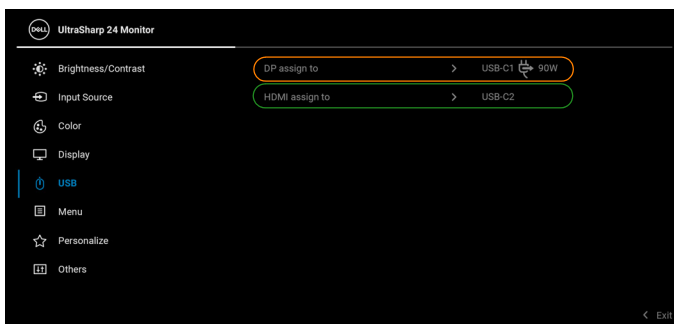 DELL UltraSharp 24 Monitor
Brightness/Contrast
DP assign to > USB-C1 90W
Input Source
HDMI assign to > USB-C2
Color
Display
USB
Menu
Personalize
Others
< Exit